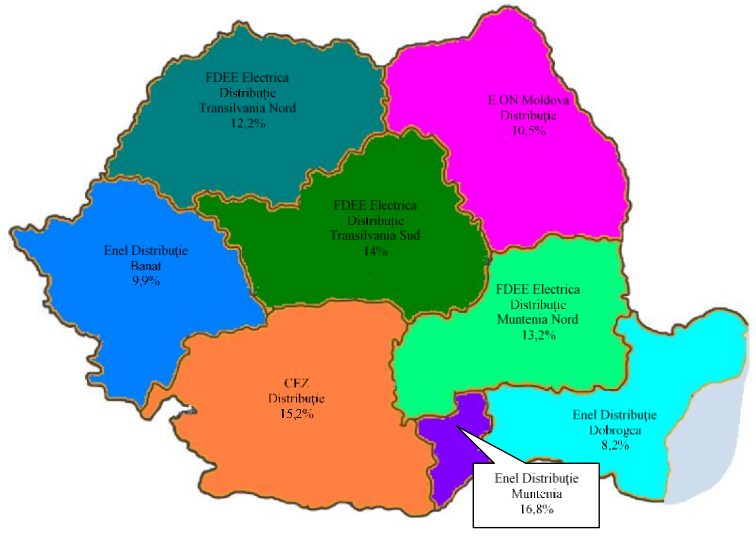 FDEE Electrica
Distribuție
Transilvania Nord
12,2%
E.ON Moldova
Distribuție
10,5%
FDEE Electrica
Distribuție
Transilvania Sud
14%
Enel Distribuție
Banat
9,9%
FDEE Electrica
Distribuție
Muntenia Nord
13,2%
CEZ
Distribuție
15,2%
Enel Distribuție
Dobrogea
8,2%
Enel Distribuție
Muntenia
16,8%